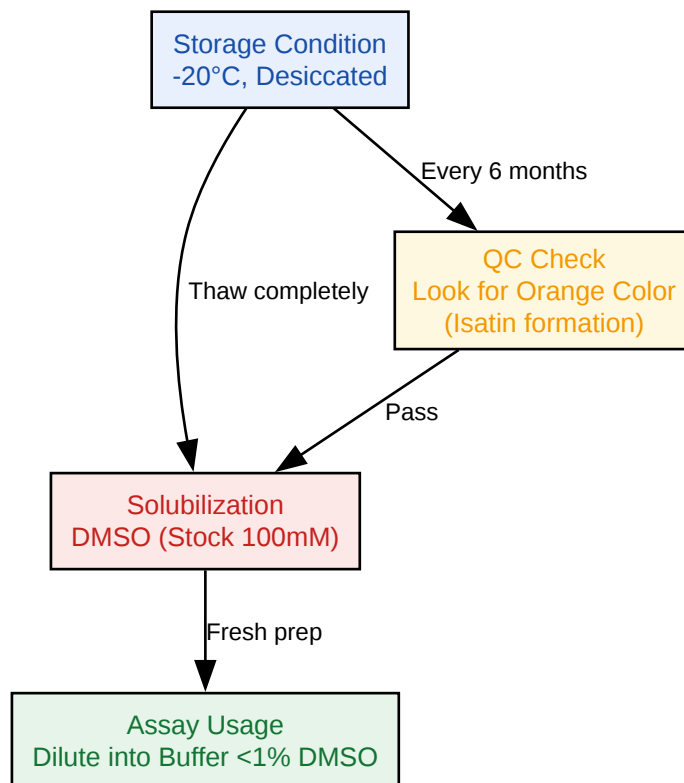 Storage Condition
-20°C, Desiccated
Every 6 months
QC Check
Look for Orange Color
(Isatin formation)
Thaw completely
Pass
Solubilization
DMSO (Stock 100mM)
Fresh prep
Assay Usage
Dilute into Buffer <1% DMSO